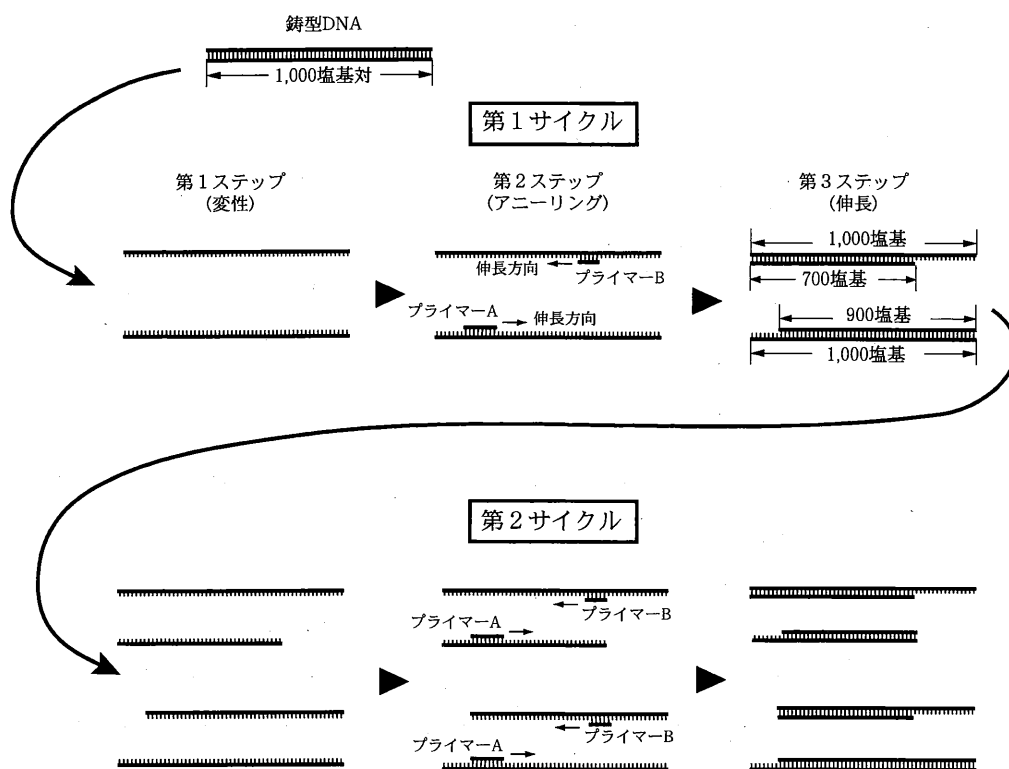 鋳型DNA
1,000塩基対
第1サイクル
第1ステップ
(変性)
第2ステップ
(アニーリング)
第3ステップ
(伸長)
伸長方向
プライマーB
プライマーA
伸長方向
1,000塩基
700塩基
900塩基
1,000塩基
第2サイクル
プライマーB
プライマーA
プライマーB
プライマーA